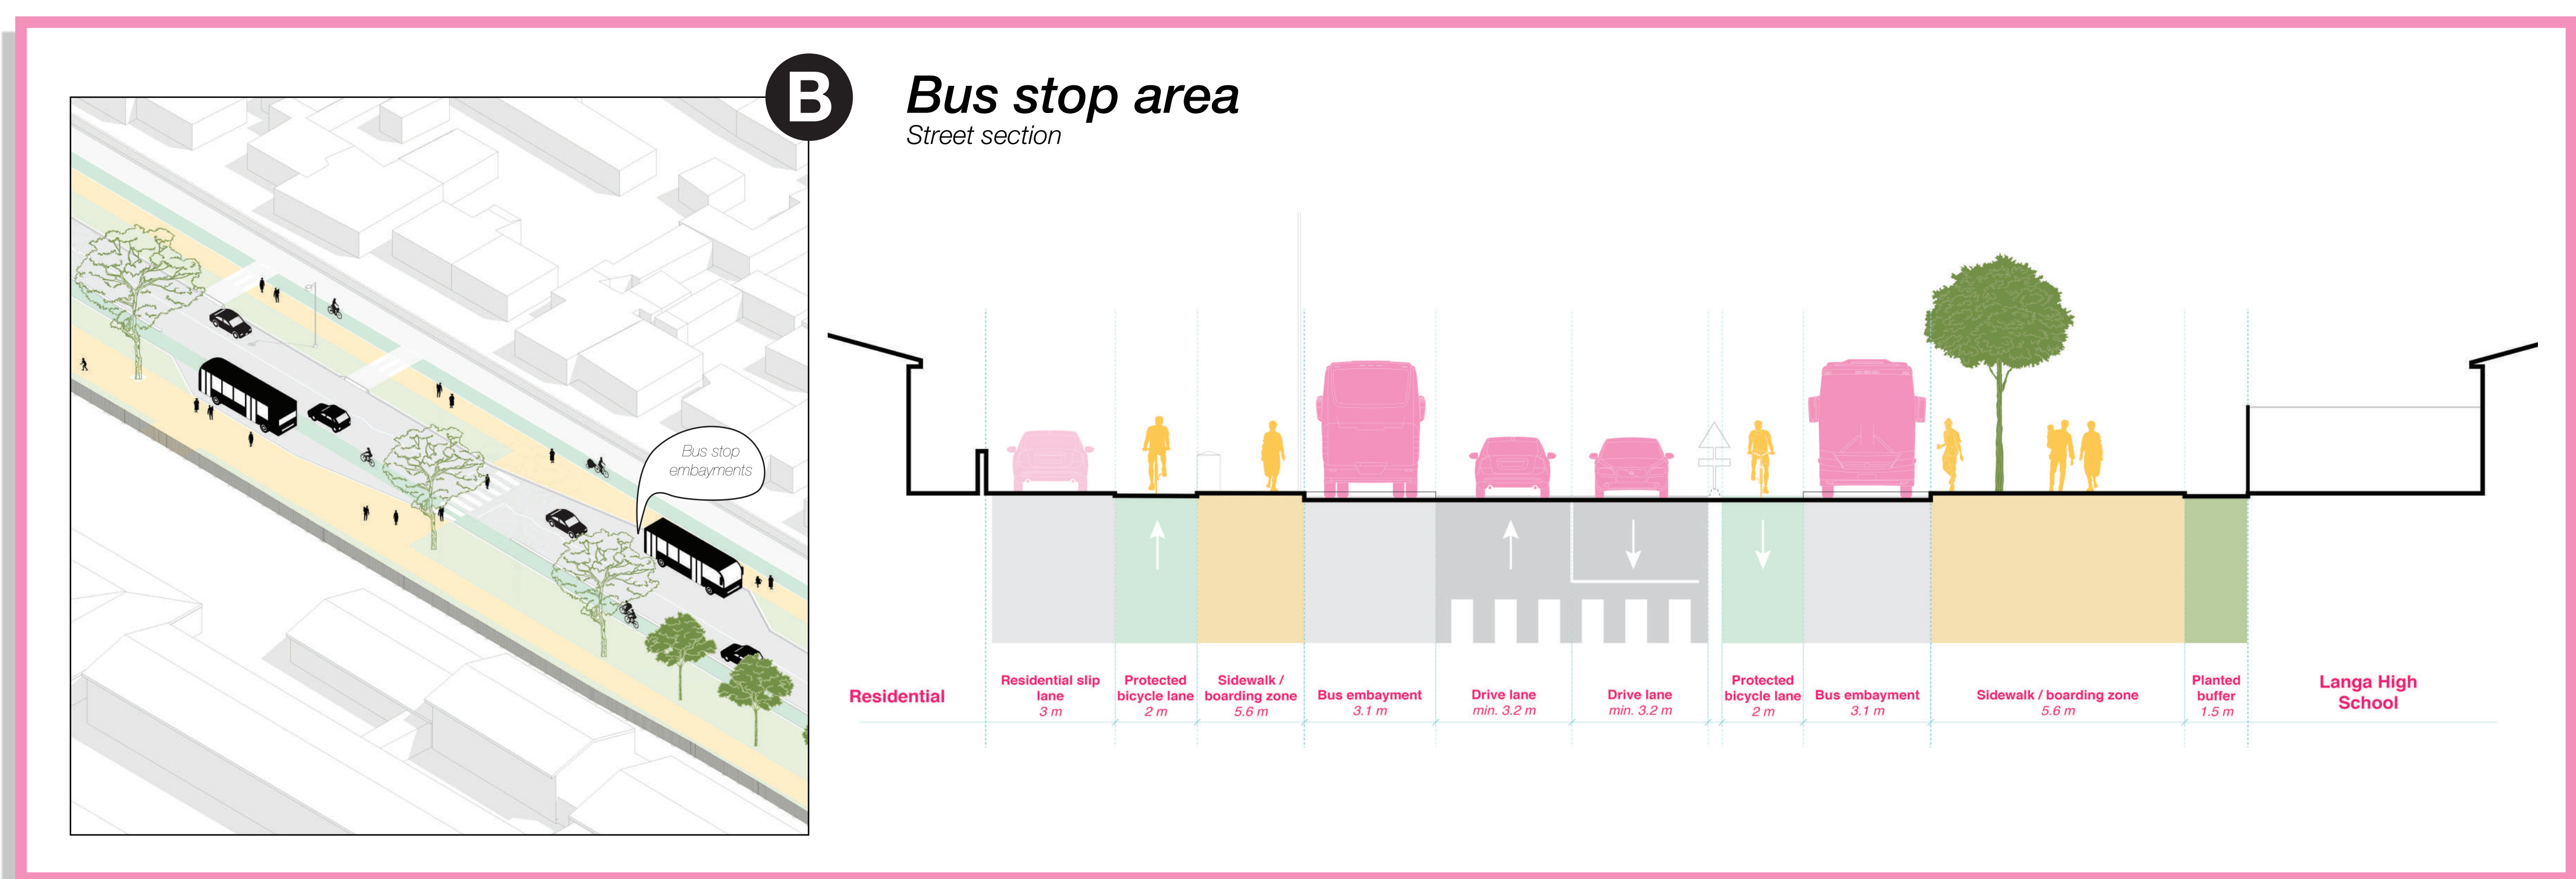 B
Bus stop area
Street section
Bus stop
embayments
Residential
Residential slip
lane
3 m
Protected
bicycle lane
2 m
Sidewalk /
boarding zone
5.6 m
Bus embayment
3.1 m
Drive lane
min. 3.2 m
Drive lane
min. 3.2 m
Protected
bicycle lane
2 m
Bus embayment
3.1 m
Sidewalk / boarding zone
5.6 m
Planted
buffer
1.5 m
Langa High
School